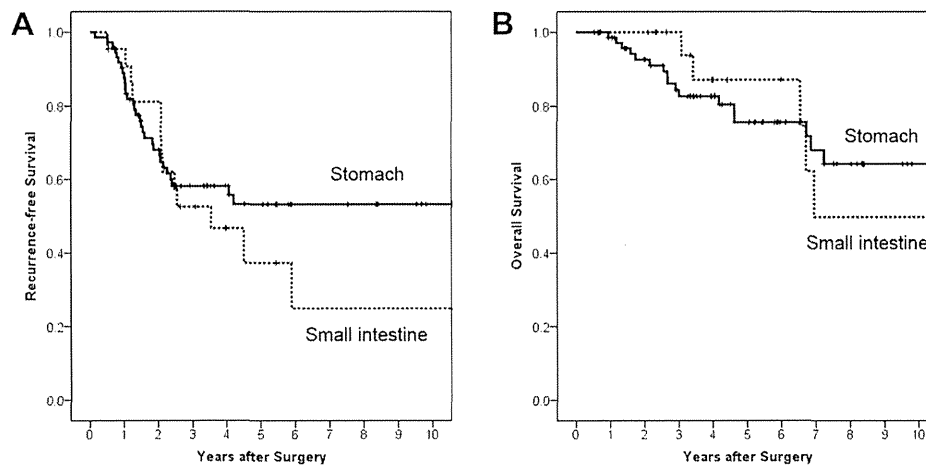 A
1.0
0.8
0.6
0.4
0.2
0.0
Recurrence-free Survival
Stomach
Small intestine
0 1 2 3 4 5 6 7 8 9 10
Years after Surgery
B
1.0
0.8
0.6
0.4
0.2
0.0
Overall Survival
Stomach
Small intestine
0 1 2 3 4 5 6 7 8 9 10
Years after Surgery